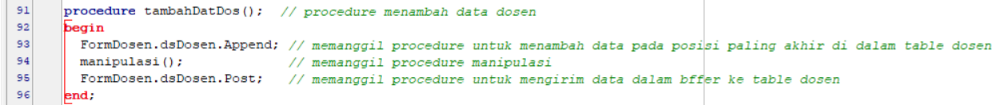 91 procedure tambahDatDos(); // procedure menambah data dosen
92 begin
93 FormDosen.dsDosen.Append; // memanggil procedure untuk menambah data pada posisi paling akhir di dalam table dosen
94 manipulasi(); // memanggil procedure manipulasi
95 FormDosen.dsDosen.Post; // memanggil procedure untuk mengirim data dalam bffer ke table dosen
96 end;